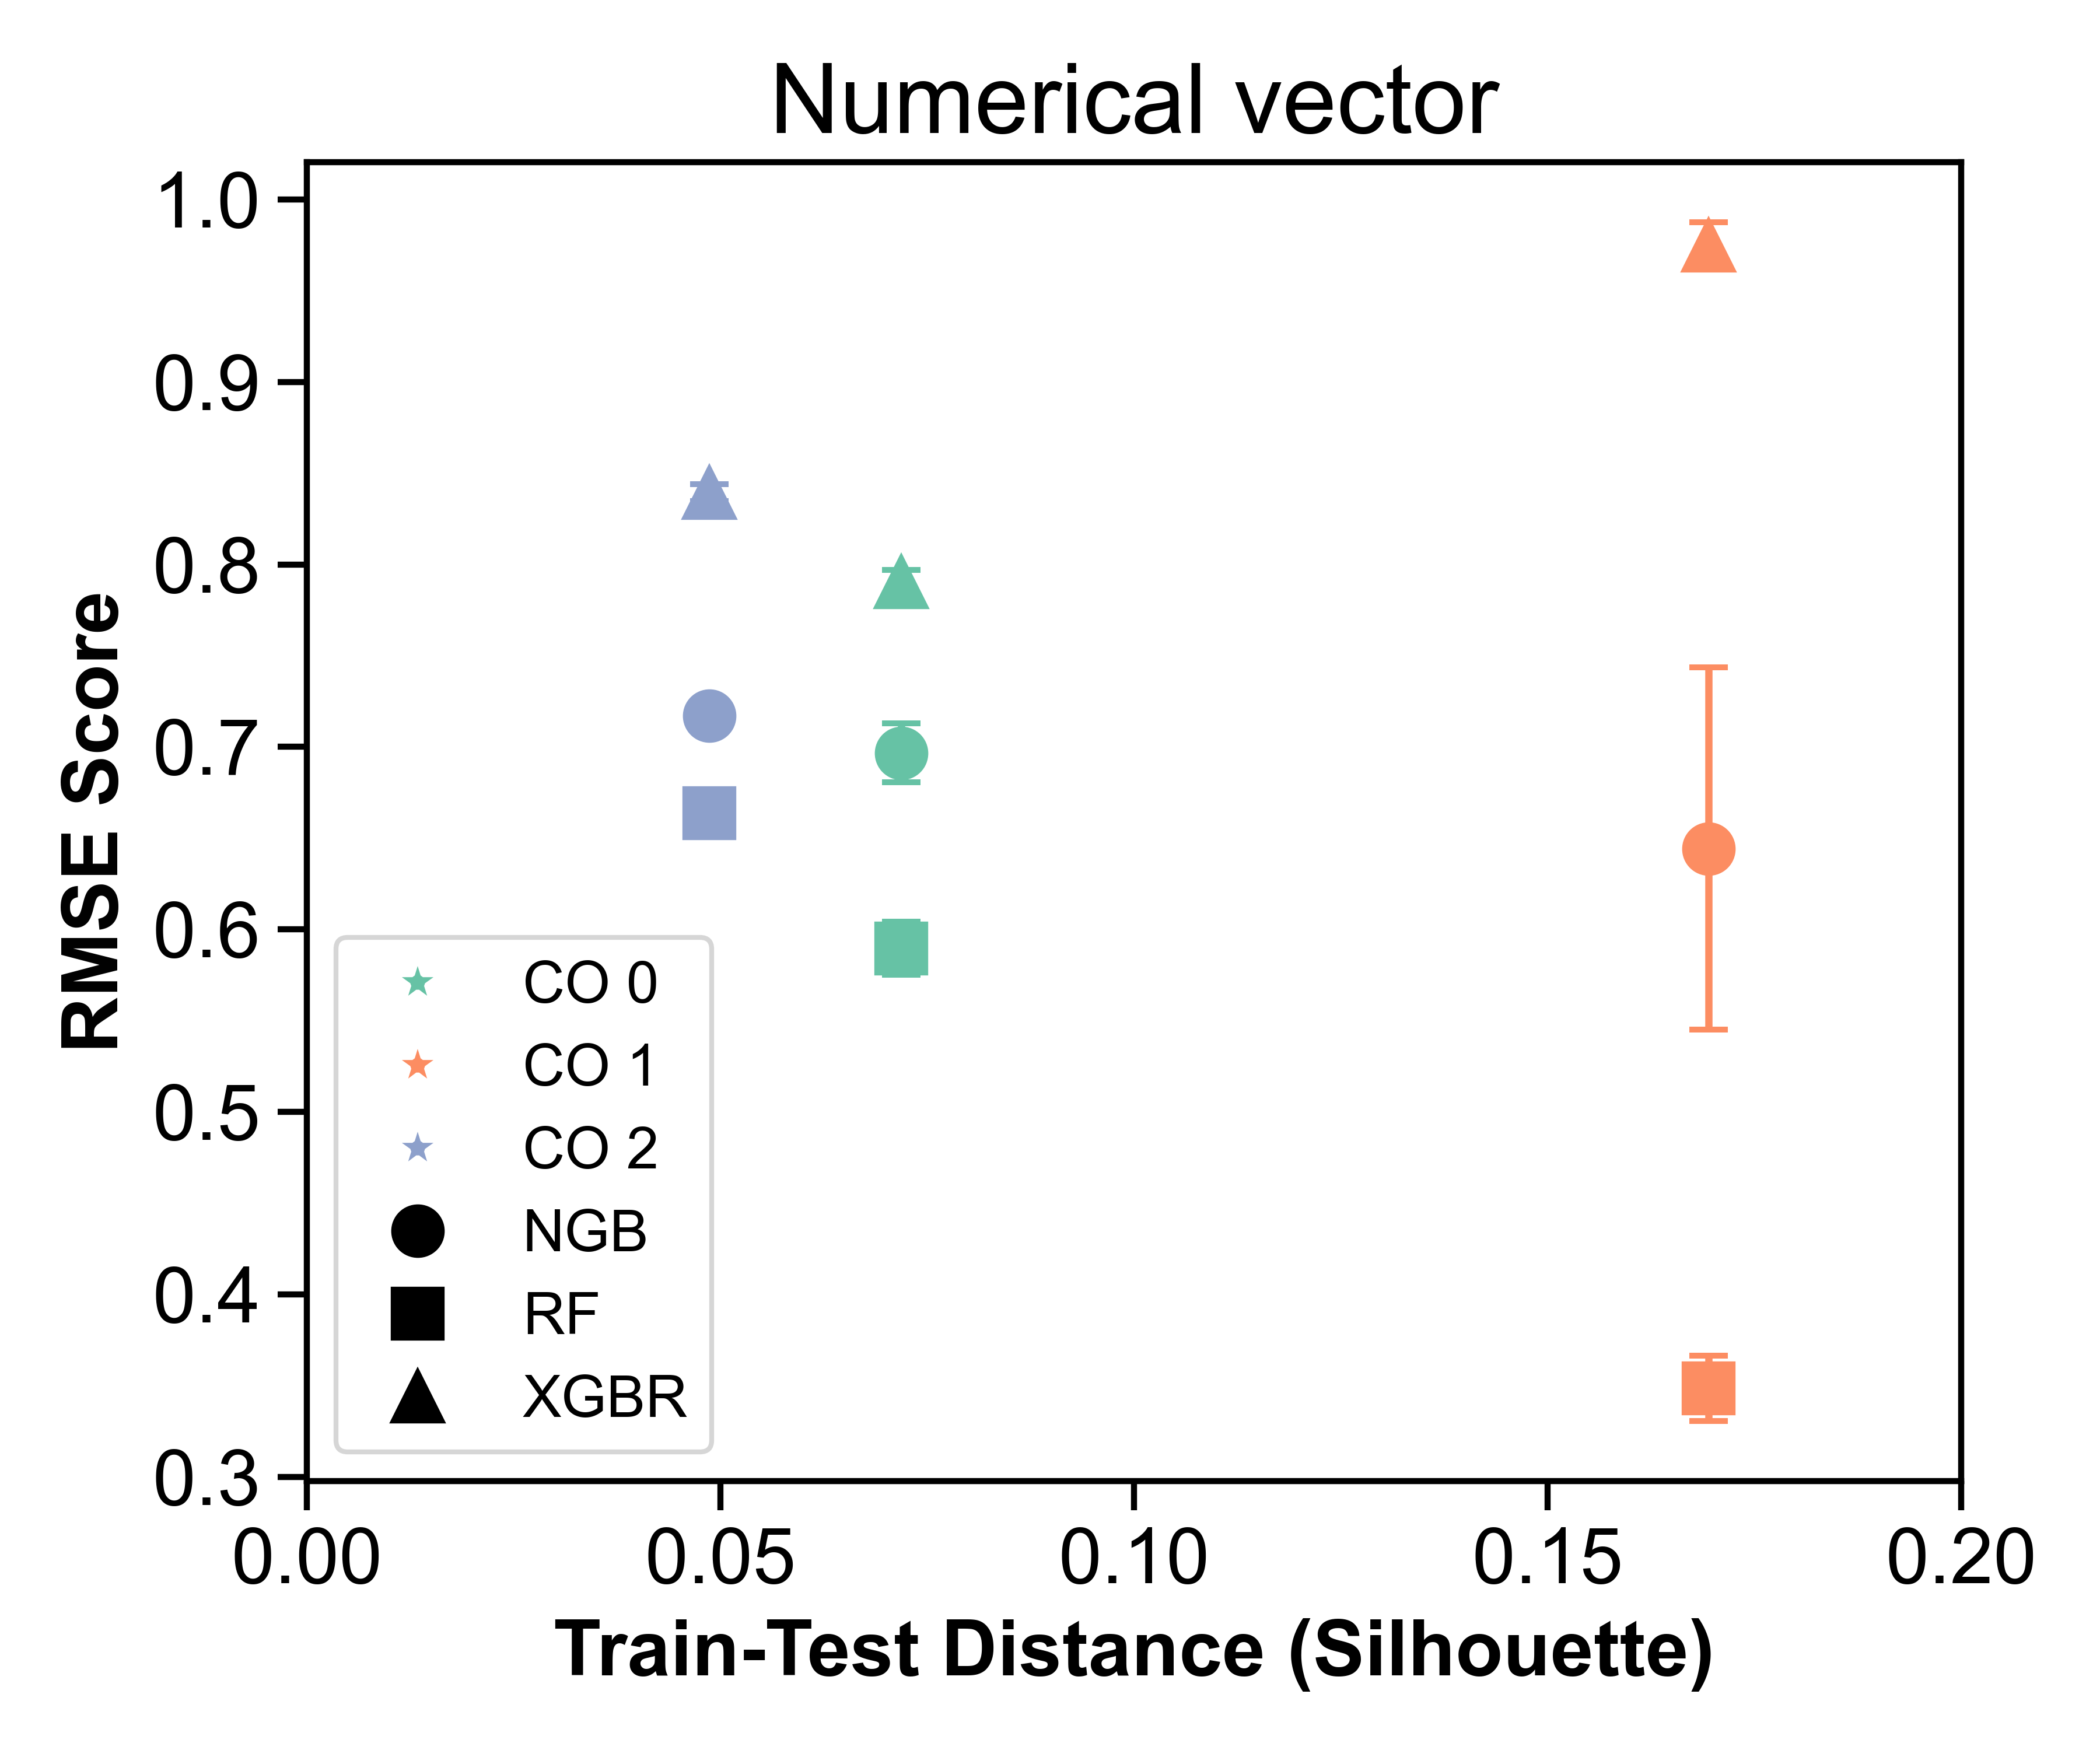 Numerical vector
1.0
0.9
0.8
0.7
0.6
0.5
0.4
0.3
RMSE Score
CO 0
CO 1
CO 2
NGB
RF
XGBR
0.00 0.05 0.10 0.15 0.20
Train-Test Distance (Silhouette)